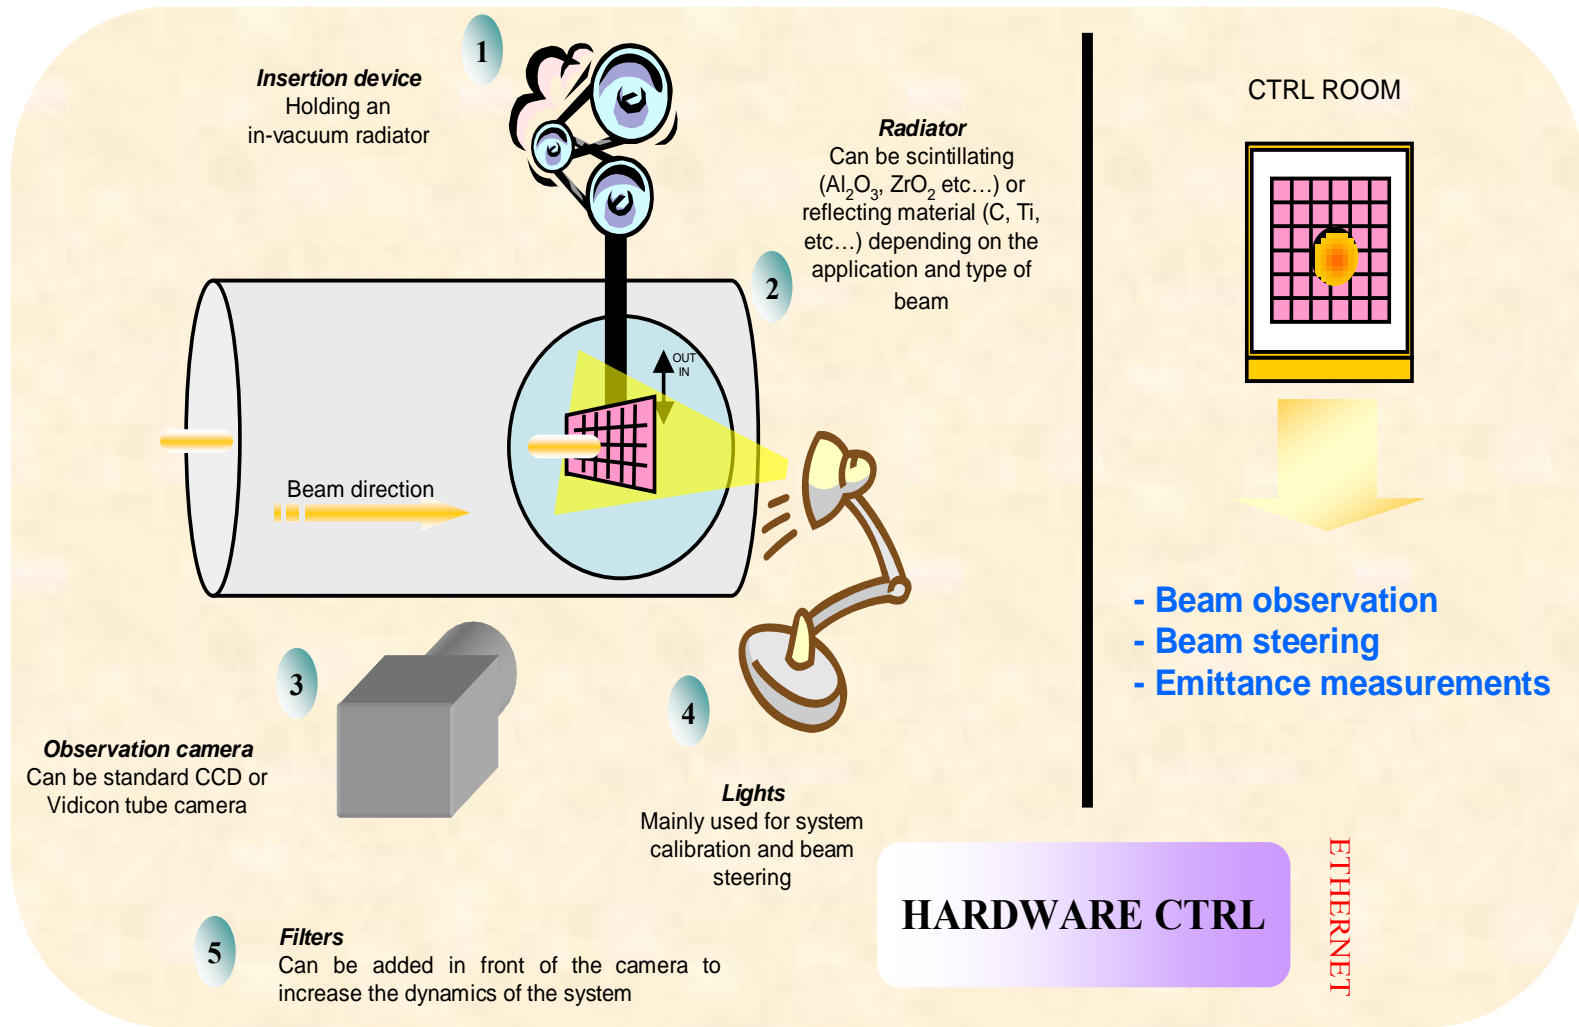 1
Insertion device
Holding an
in-vacuum radiator
Radiator
Can be scintillating
(Al₂O₃, ZrO₂ etc…) or
reflecting material (C, Ti,
etc…) depending on the
application and type of
beam
2
OUT
IN
Beam direction
3
Observation camera
Can be standard CCD or
Vidicon tube camera
4
Lights
Mainly used for system
calibration and beam
steering
5
Filters
Can be added in front of the camera to
increase the dynamics of the system
CTRL ROOM
- Beam observation
- Beam steering
- Emittance measurements
HARDWARE CTRL
ETHERNET